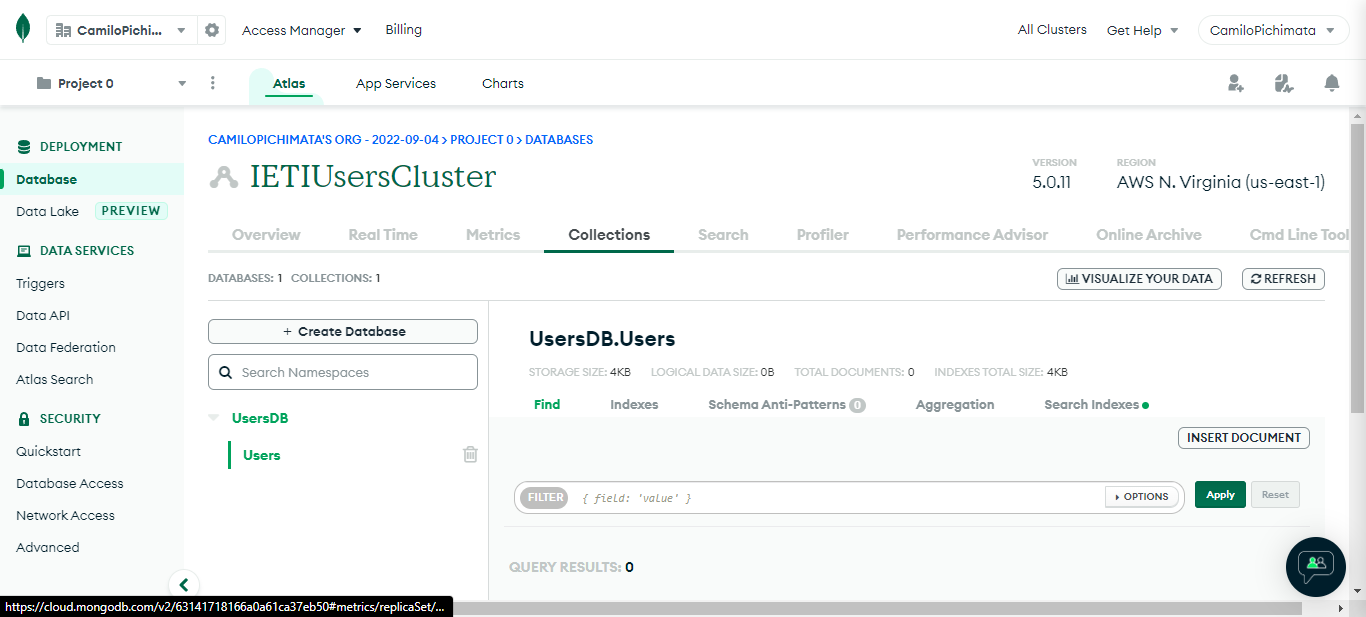 CamiloPichi...
Access Manager
Billing
All Clusters
Get Help
CamiloPichimata
Project 0
Atlas
App Services
Charts
DEPLOYMENT
Database
Data Lake PREVIEW
DATA SERVICES
Triggers
Data API
Data Federation
Atlas Search
SECURITY
Quickstart
Database Access
Network Access
Advanced
CAMILOPICHIMATA'S ORG - 2022-09-04 > PROJECT 0 > DATABASES
IETIUsersCluster
VERSION
5.0.11
REGION
AWS N. Virginia (us-east-1)
Overview
Real Time
Metrics
Collections
Search
Profiler
Performance Advisor
Online Archive
Cmd Line Tool
DATABASES: 1 COLLECTIONS: 1
VISUALIZE YOUR DATA
REFRESH
+ Create Database
Search Namespaces
UsersDB
Users
UsersDB.Users
STORAGE SIZE: 4KB LOGICAL DATA SIZE: 0B TOTAL DOCUMENTS: 0 INDEXES TOTAL SIZE: 4KB
Find
Indexes
Schema Anti-Patterns 0
Aggregation
Search Indexes
INSERT DOCUMENT
FILTER { field: 'value' }
OPTIONS
Apply
Reset
QUERY RESULTS: 0
https://cloud.mongodb.com/v2/63141718166a0a61ca37eb50#metrics/replicaSet/...